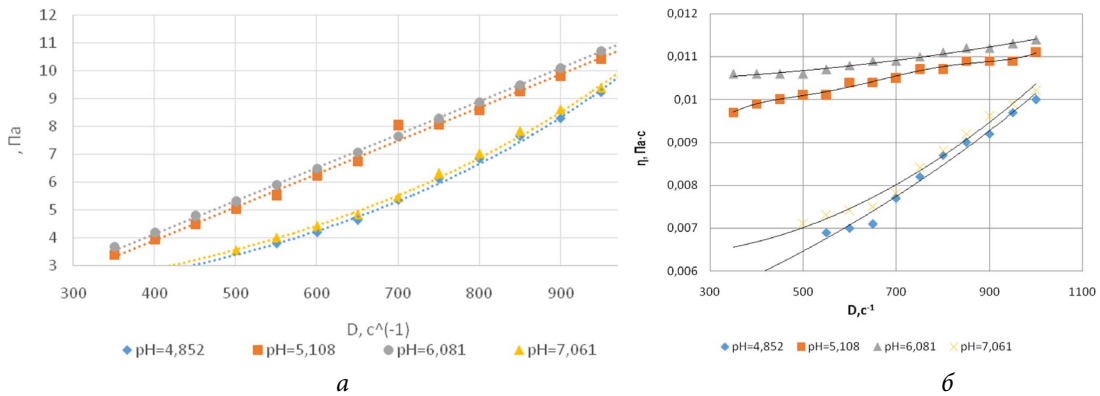 12
11
10
9
8
7
6
5
4
3
, Па
300 400 500 600 700 800 900
D, с^(-1)
pH=4,852 pH=5,108 pH=6,081 pH=7,061
а
0,012
0,011
0,01
0,009
0,008
0,007
0,006
η, Па·с
300 500 700 900 1100
D,с-1
pH=4,852 pH=5,108 pH=6,081 pH=7,061
б